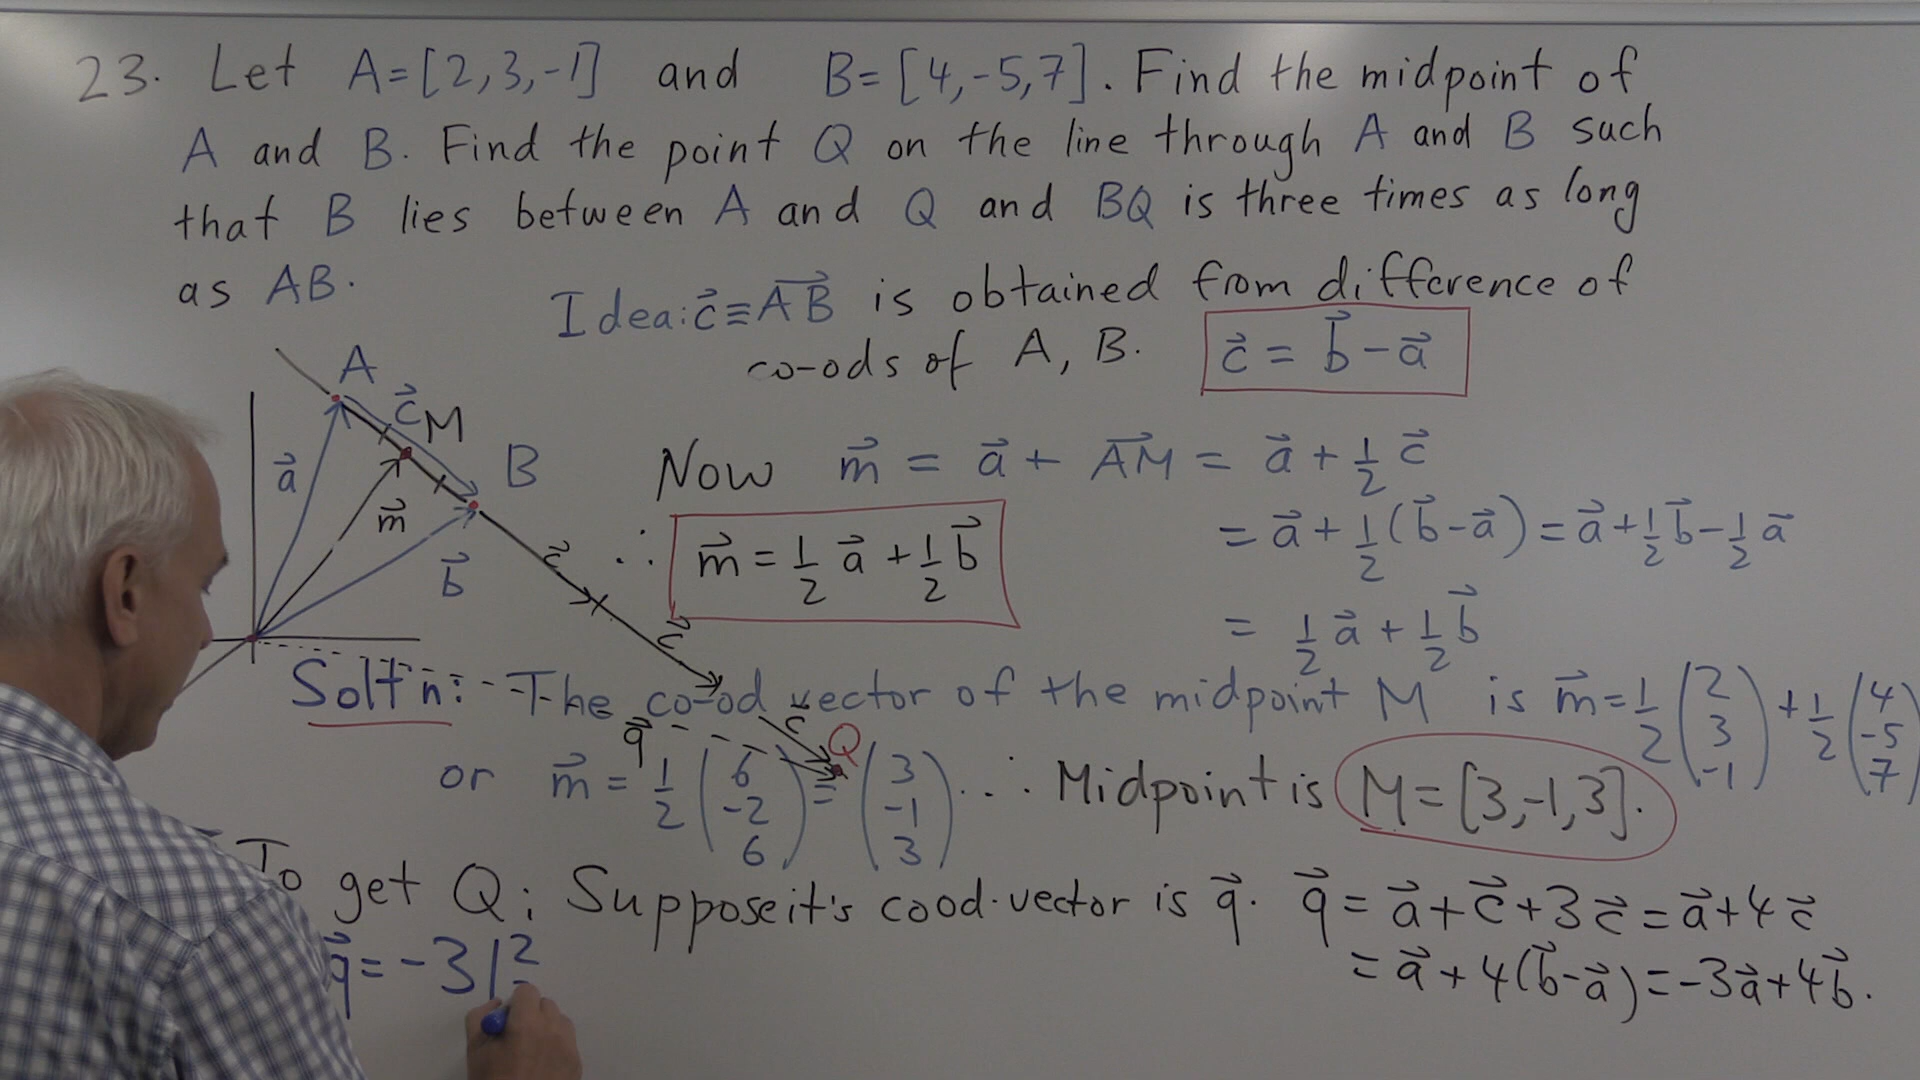 23. Let A=[2,3,-1] and B=[4,-5,7]. Find the midpoint of
A and B. Find the point Q on the line through A and B such
that B lies between A and Q and BQ is three times as long
as AB.
Idea: c⃗ ≡ A⃗B⃗ is obtained from difference of
co-ods of A, B. c⃗ = b⃗ - a⃗
A
c⃗
M
B
a⃗
m⃗
b⃗
c⃗
c⃗
c⃗
q⃗
Q
Now m⃗ = a⃗ + A⃗M⃗ = a⃗ + 1/2 c⃗
= a⃗ + 1/2 (b⃗ - a⃗) = a⃗ + 1/2 b⃗ - 1/2 a⃗
∴ m⃗ = 1/2 a⃗ + 1/2 b⃗
= 1/2 a⃗ + 1/2 b⃗
Solt'n: The co-od vector of the midpoint M is m⃗ = 1/2 (2 3 -1) + 1/2 (4 -5 7
or m⃗ = 1/2 (6 -2 6) = (3 -1 3). ∴ Midpoint is M = [3,-1,3].
To get Q: Suppose it's cood. vector is q⃗. q⃗ = a⃗ + c⃗ + 3c⃗ = a⃗ + 4c⃗
= a⃗ + 4(b⃗ - a⃗) = -3a⃗ + 4b⃗.
q⃗ = -3 (2